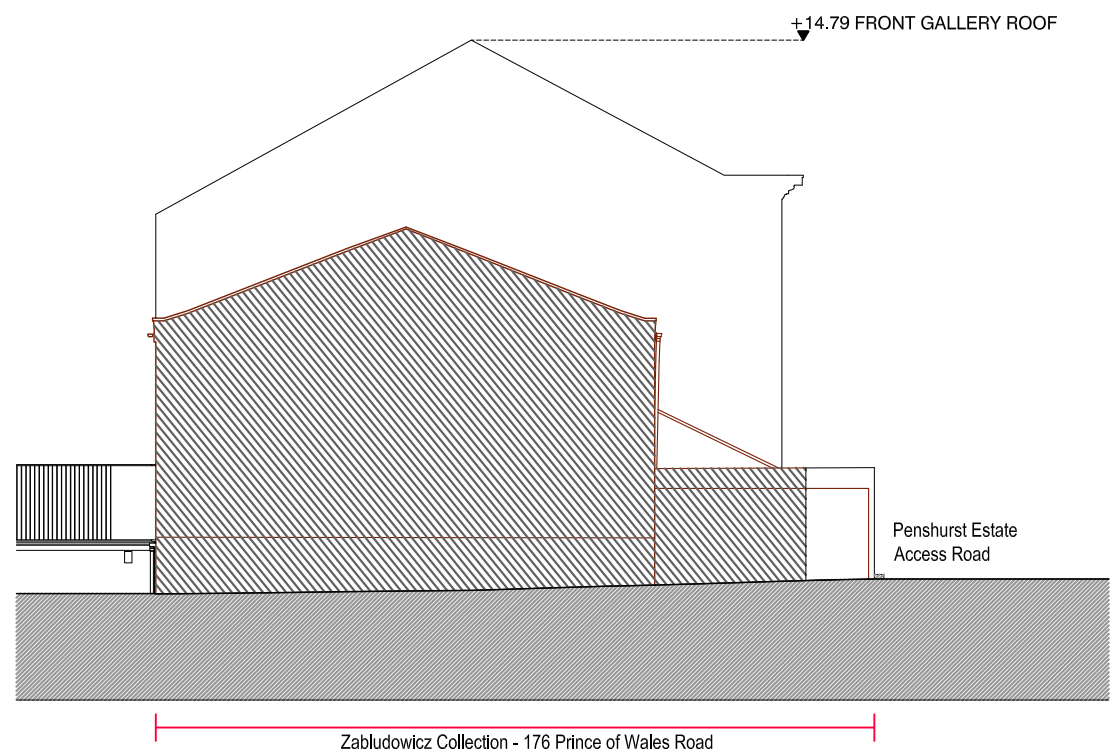 +14.79 FRONT GALLERY ROOF
Penshurst Estate
Access Road
Zabludowicz Collection - 176 Prince of Wales Road